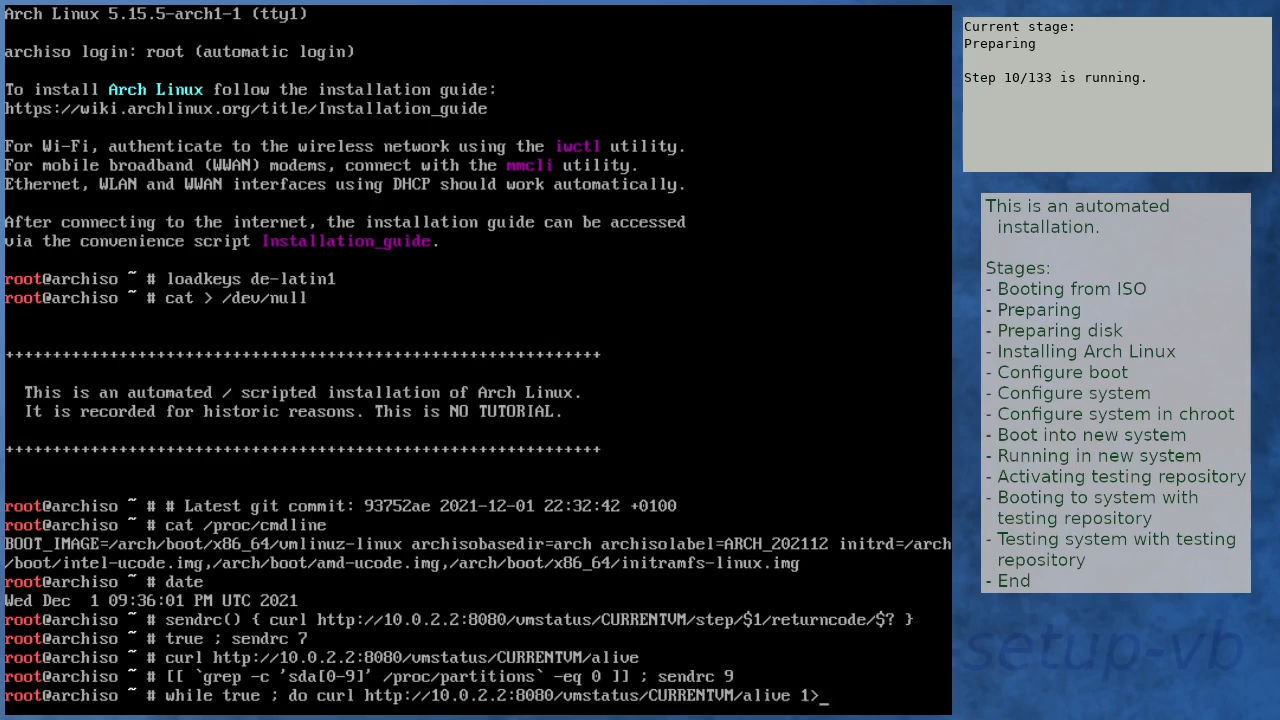 Arch Linux 5.15.5-arch1-1 (tty1)
archiso login: root (automatic login)
To install Arch Linux follow the installation guide:
https://wiki.archlinux.org/title/Installation_guide
For Wi-Fi, authenticate to the wireless network using the iwctl utility.
For mobile broadband (WWAN) modems, connect with the mmcli utility.
Ethernet, WLAN and WWAN interfaces using DHCP should work automatically.
After connecting to the internet, the installation guide can be accessed
via the convenience script Installation_guide.
root@archiso ~ # loadkeys de-latin1
root@archiso ~ # cat > /dev/null
+++++++++++++++++++++++++++++++++++++++++++++++++++++++++++++++
This is an automated / scripted installation of Arch Linux.
It is recorded for historic reasons. This is NO TUTORIAL.
+++++++++++++++++++++++++++++++++++++++++++++++++++++++++++++++
root@archiso ~ # # Latest git commit: 93752ae 2021-12-01 22:32:42 +0100
root@archiso ~ # cat /proc/cmdline
BOOT_IMAGE=/arch/boot/x86_64/vmlinuz-linux archisobasedir=arch archisolabel=ARCH_202112 initrd=/arch
/boot/intel-ucode.img,/arch/boot/amd-ucode.img,/arch/boot/x86_64/initramfs-linux.img
root@archiso ~ # date
Wed Dec  1 09:36:01 PM UTC 2021
root@archiso ~ # sendrc() { curl http://10.0.2.2:8080/vmstatus/CURRENTVM/step/$1/returncode/$? }
root@archiso ~ # true ; sendrc 7
root@archiso ~ # curl http://10.0.2.2:8080/vmstatus/CURRENTVM/alive
root@archiso ~ # [[ `grep -c 'sda[0-9]' /proc/partitions` -eq 0 ]] ; sendrc 9
root@archiso ~ # while true ; do curl http://10.0.2.2:8080/vmstatus/CURRENTVM/alive 1>_
Current stage:
Preparing
Step 10/133 is running.
This is an automated
installation.
Stages:
- Booting from ISO
- Preparing
- Preparing disk
- Installing Arch Linux
- Configure boot
- Configure system
- Configure system in chroot
- Boot into new system
- Running in new system
- Activating testing repository
- Booting to system with
testing repository
- Testing system with testing
repository
- End
setup-vb